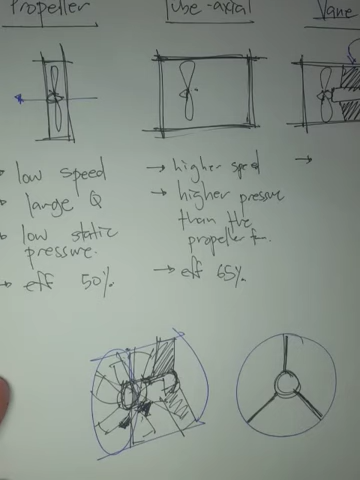 Propeller
Tube-axial
Vane
low speed
large Q
low static
pressure.
→ eff 50%
→ higher speed
→ higher pressure
than the
propeller fan.
→ eff 65%
→